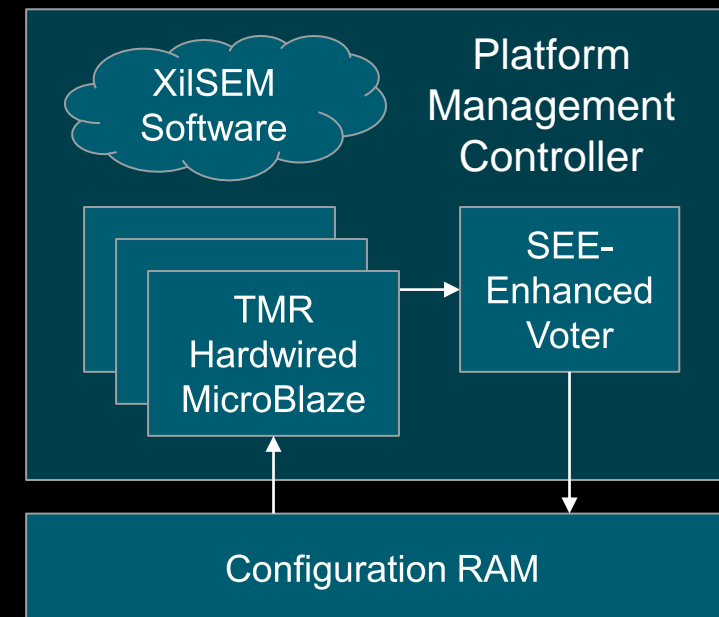 XilSEM
Software
Platform
Management
Controller
TMR
Hardwired
MicroBlaze
SEE-
Enhanced
Voter
Configuration RAM